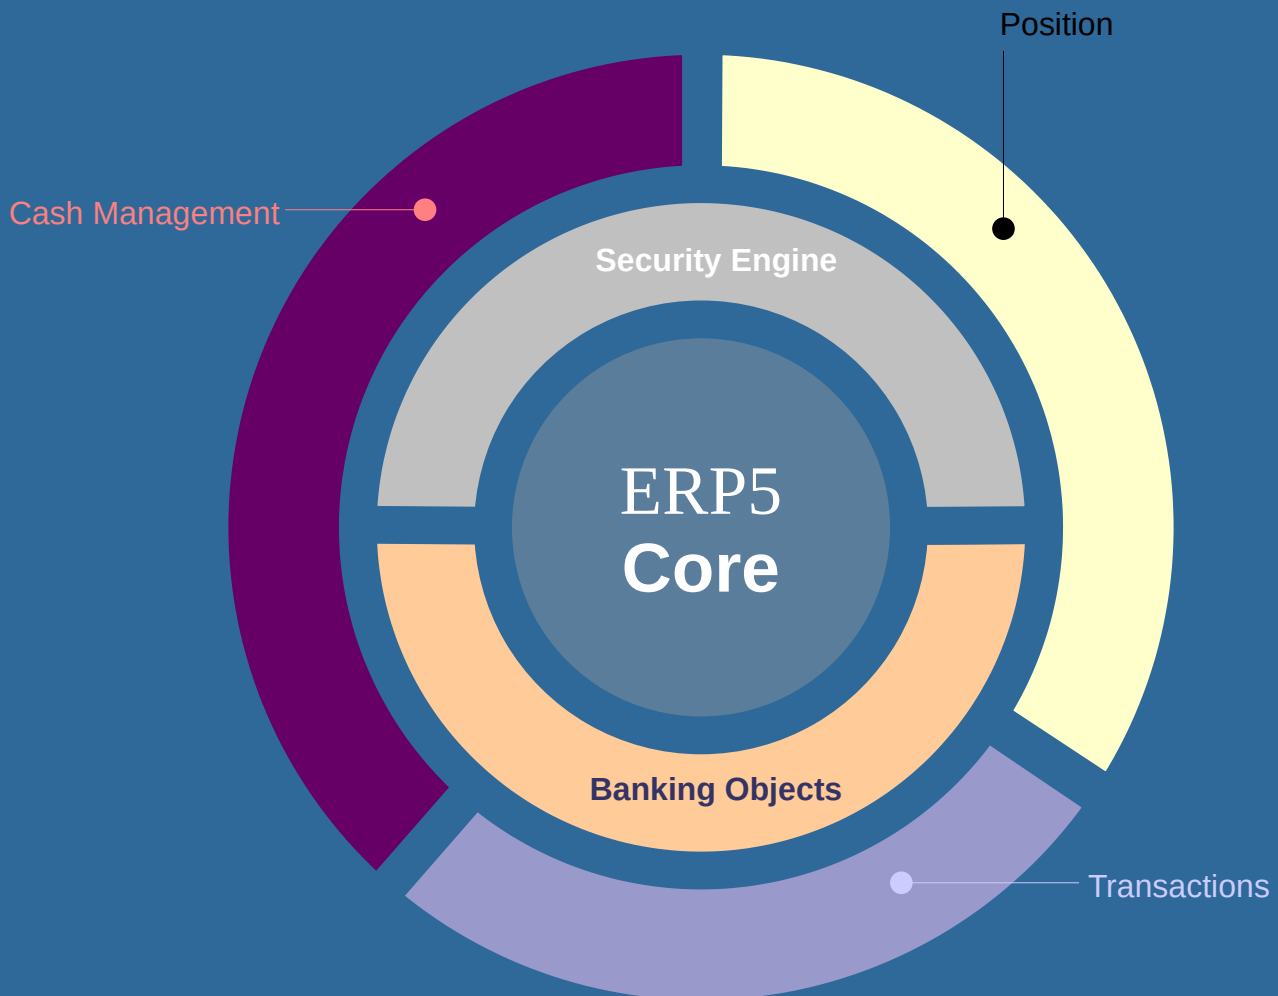 Position
Cash Management
Security Engine
ERP5
Core
Banking Objects
Transactions